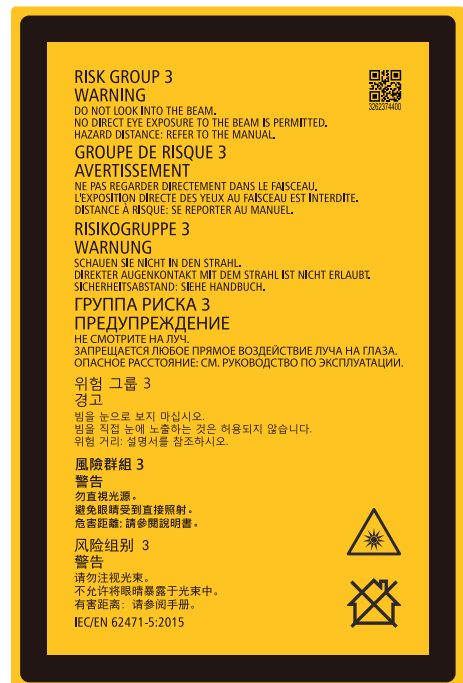 RISK GROUP 3
WARNING
DO NOT LOOK INTO THE BEAM.
NO DIRECT EYE EXPOSURE TO THE BEAM IS PERMITTED.
HAZARD DISTANCE: REFER TO THE MANUAL.
3262374400
GROUPE DE RISQUE 3
AVERTISSEMENT
NE PAS REGARDER DIRECTEMENT DANS LE FAISCEAU.
L'EXPOSITION DIRECTE DES YEUX AU FAISCEAU EST INTERDITE.
DISTANCE À RISQUE: SE REPORTER AU MANUEL.
RISIKOGRUPPE 3
WARNUNG
SCHAUEN SIE NICHT IN DEN STRAHL.
DIREKTER AUGENKONTAKT MIT DEM STRAHL IST NICHT ERLAUBT.
SICHERHEITSABSTAND: SIEHE HANDBUCH.
ГРУППА РИСКА 3
ПРЕДУПРЕЖДЕНИЕ
НЕ СМОТРИТЕ НА ЛУЧ.
ЗАПРЕЩАЕТСЯ ЛЮБОЕ ПРЯМОЕ ВОЗДЕЙСТВИЕ ЛУЧА НА ГЛАЗА.
ОПАСНОЕ РАССТОЯНИЕ: СМ. РУКОВОДСТВО ПО ЭКСПЛУАТАЦИИ.
위험 그룹 3
경고
빔을 눈으로 보지 마십시오.
빔을 직접 눈에 노출하는 것은 허용되지 않습니다.
위험 거리: 설명서를 참조하십시오.
風險群組 3
警告
勿直視光源。
避免眼睛受到直接照射。
危害距離: 請參閱說明書。
风险组别 3
警告
请勿注视光束。
不允许将眼睛暴露于光束中。
有害距离: 请参阅手册。
IEC/EN 62471-5:2015